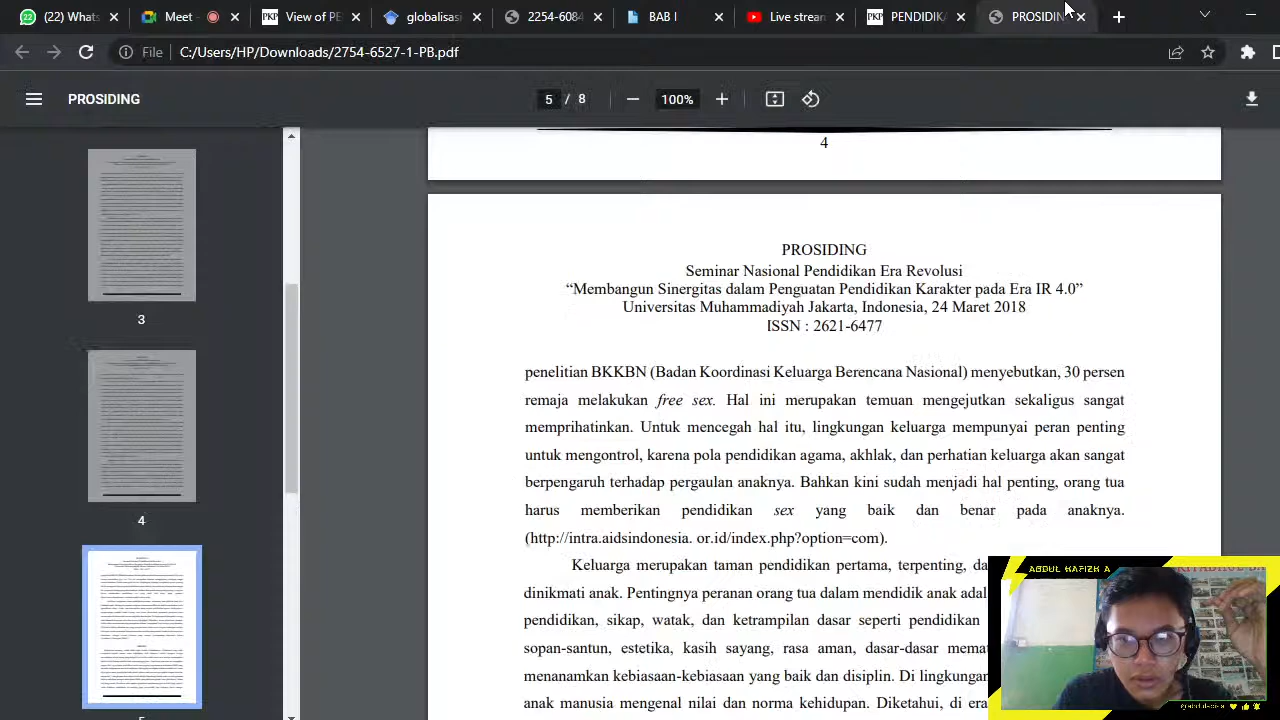 (22) Whats
Meet -
View of PE
globalisas
2254-6084
BAB I
Live stream
PENDIDIKA
PROSIDIN
File
C:/Users/HP/Downloads/2754-6527-1-PB.pdf
PROSIDING
5 / 8
100%
3
4
4
PROSIDING
Seminar Nasional Pendidikan Era Revolusi
“Membangun Sinergitas dalam Penguatan Pendidikan Karakter pada Era IR 4.0”
Universitas Muhammadiyah Jakarta, Indonesia, 24 Maret 2018
ISSN : 2621-6477
penelitian BKKBN (Badan Koordinasi Keluarga Berencana Nasional) menyebutkan, 30 persen
remaja melakukan free sex. Hal ini merupakan temuan mengejutkan sekaligus sangat
memprihatinkan. Untuk mencegah hal itu, lingkungan keluarga mempunyai peran penting
untuk mengontrol, karena pola pendidikan agama, akhlak, dan perhatian keluarga akan sangat
berpengaruh terhadap pergaulan anaknya. Bahkan kini sudah menjadi hal penting, orang tua
harus memberikan pendidikan sex yang baik dan benar pada anaknya.
(http://intra.aidsindonesia. or.id/index.php?option=com).
Keluarga merupakan taman pendidikan pertama, terpenting, da
dinikmati anak. Pentingnya peranan orang tua dalam mendidik anak adal
pendidikan, sikap, watak, dan ketrampilan dasar seperti pendidikan
sopan-santun, estetika, kasih sayang, rasa aman, dasar-dasar mema
menanamkan kebiasaan-kebiasaan yang baik dan disiplin. Di lingkungan
anak manusia mengenal nilai dan norma kehidupan. Diketahui, di era
ABDUL HAFIZH A